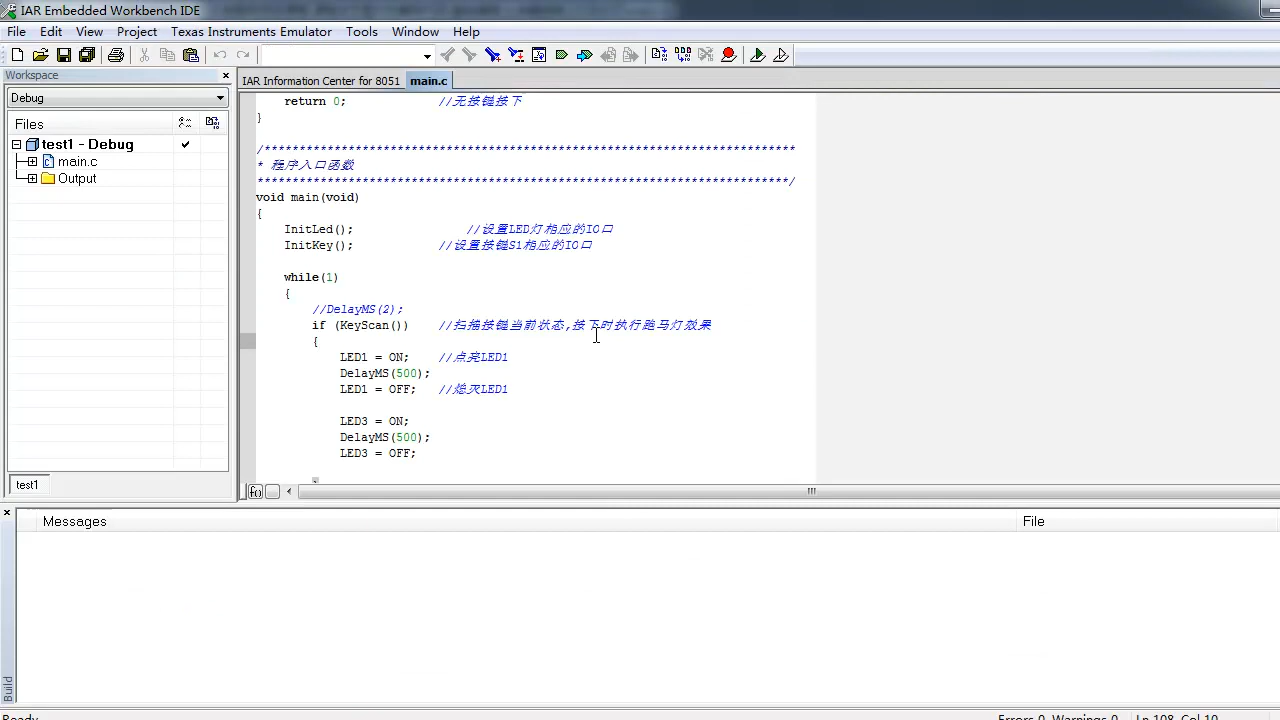 IAR Embedded Workbench IDE
File Edit View Project Texas Instruments Emulator Tools Window Help
Workspace
IAR Information Center for 8051 main.c
Debug
Files
test1 - Debug
main.c
Output
test1
return 0; //无按键按下
}
/****************************************************************************
* 程序入口函数
****************************************************************************/
void main(void)
{
InitLed(); //设置LED灯相应的IO口
InitKey(); //设置按键S1相应的IO口
while(1)
{
//DelayMS(2);
if (KeyScan()) //扫描按键当前状态,按下时执行跑马灯效果
{
LED1 = ON; //点亮LED1
DelayMS(500);
LED1 = OFF; //熄灭LED1
LED3 = ON;
DelayMS(500);
LED3 = OFF;
f()
Messages File
Build
Ready
Errors 0, Warnings 0 Ln 108, Col 10